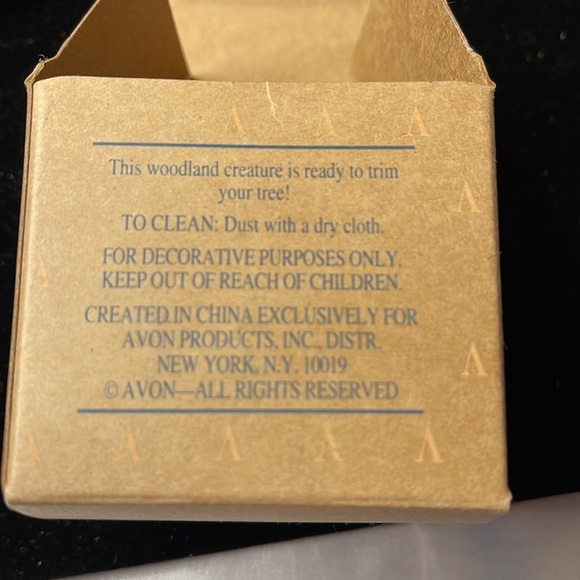 This woodland creature is ready to trim
your tree!
TO CLEAN: Dust with a dry cloth.
FOR DECORATIVE PURPOSES ONLY.
KEEP OUT OF REACH OF CHILDREN.
CREATED IN CHINA EXCLUSIVELY FOR
AVON PRODUCTS, INC., DISTR.
NEW YORK, N.Y. 10019
© AVON—ALL RIGHTS RESERVED